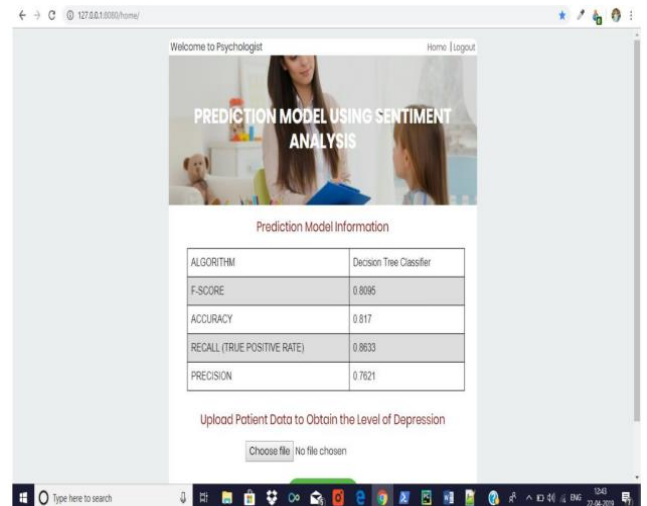 127.0.0.1:8080/home/
Welcome to Psychologist
Home | Logout
PREDICTION MODEL USING SENTIMENT
ANALYSIS
Prediction Model Information
ALGORITHM Decision Tree Classifier
F-SCORE 0.8095
ACCURACY 0.817
RECALL (TRUE POSITIVE RATE) 0.8633
PRECISION 0.7621
Upload Patient Data to Obtain the Level of Depression
Choose file No file chosen
Type here to search
ENG
12:43
22-04-2019